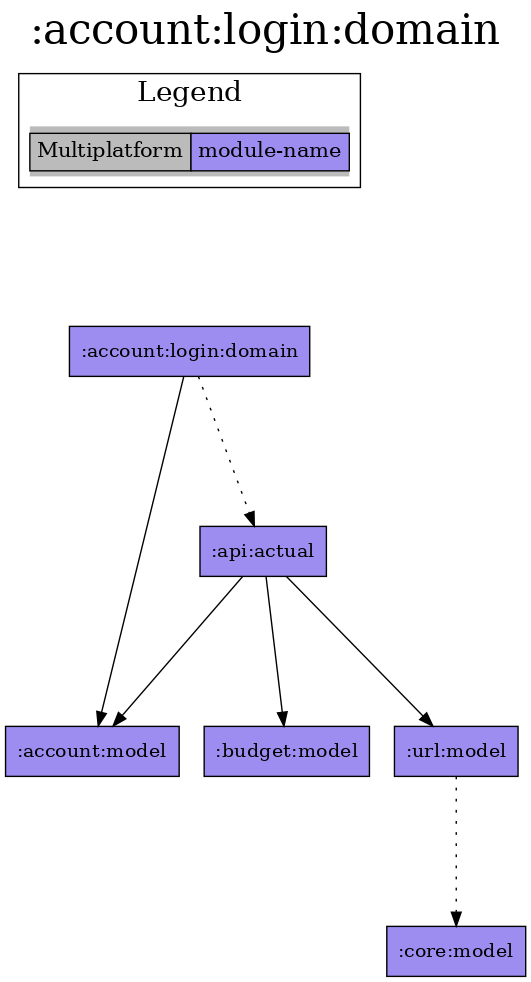 :account:login:domain
Legend
Multiplatform module-name
:account:login:domain
:api:actual
:account:model :budget:model :url:model
:core:model